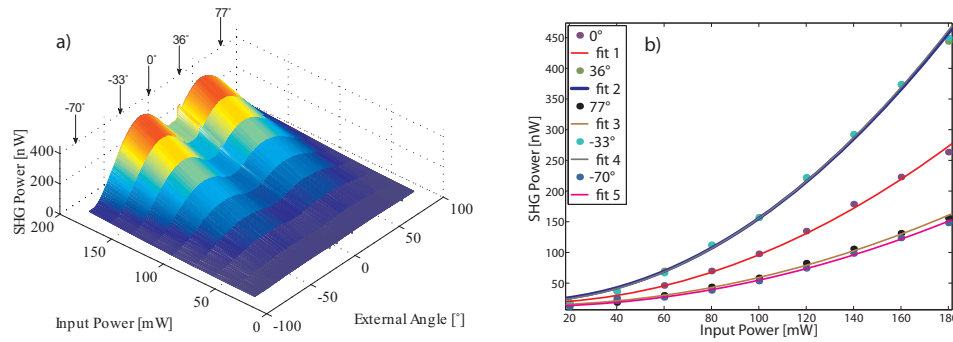 a)
77°
36°
0°
-33°
-70°
SHG Power [nW]
400
200
0
200
150
100
50
0
Input Power [mW]
-100
-50
0
50
100
External Angle [°]
b)
SHG Power [nW]
450
400
350
300
250
200
150
100
50
0°
fit 1
36°
fit 2
77°
fit 3
-33°
fit 4
-70°
fit 5
20 40 60 80 100 120 140 160 180
Input Power [mW]